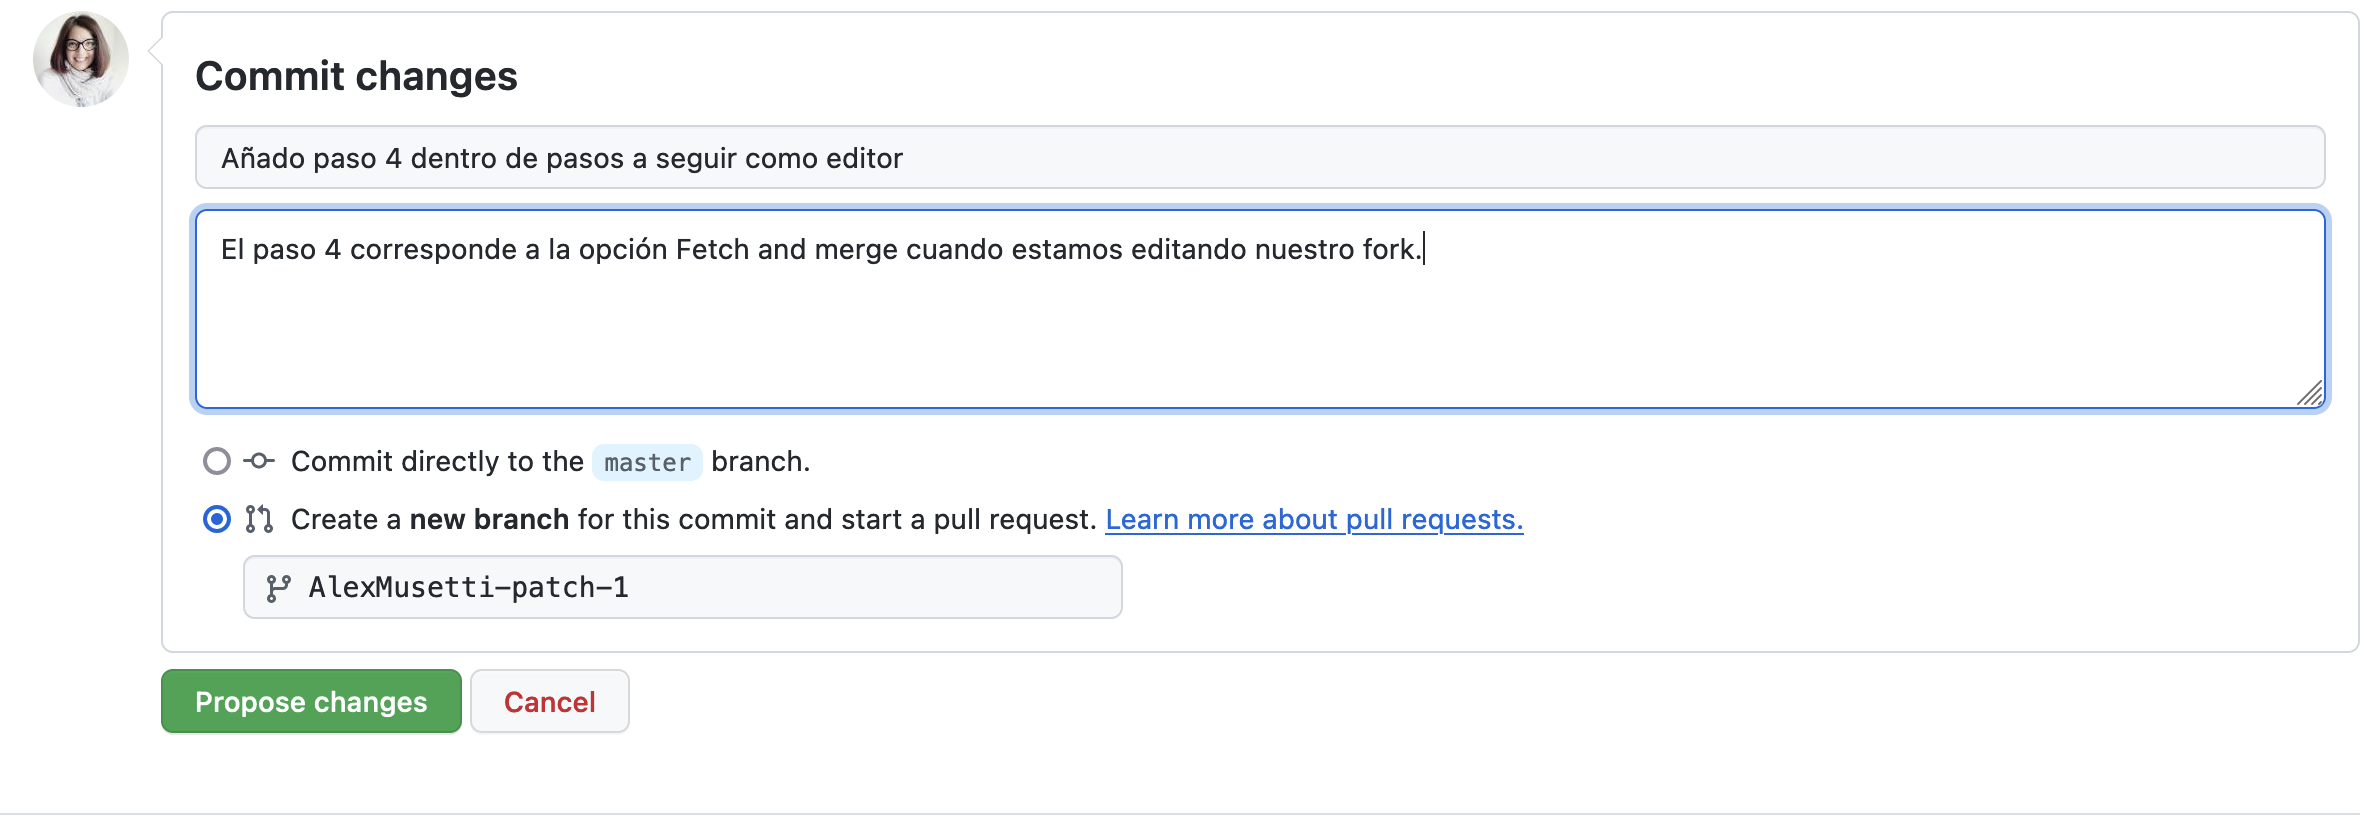 Commit changes
Añado paso 4 dentro de pasos a seguir como editor
El paso 4 corresponde a la opción Fetch and merge cuando estamos editando nuestro fork.
Commit directly to the master branch.
Create a new branch for this commit and start a pull request. Learn more about pull requests.
AlexMusetti-patch-1
Propose changes Cancel